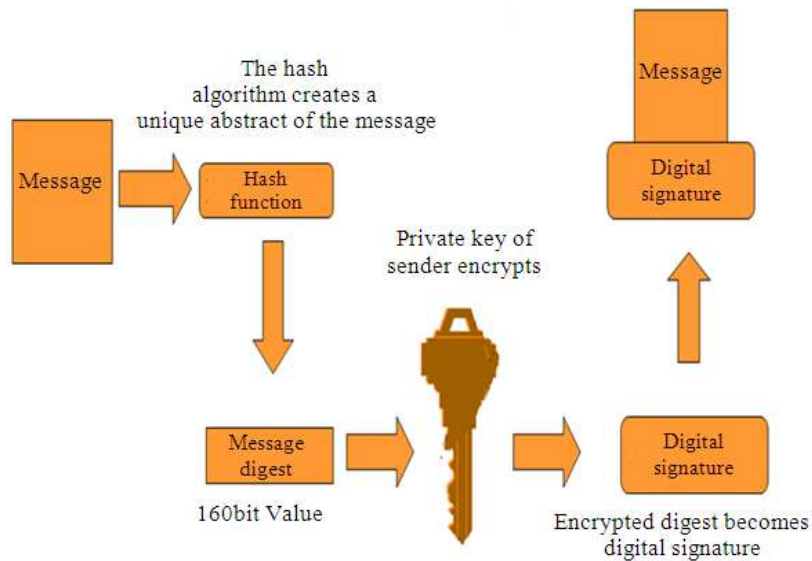 The hash
algorithm creates a
unique abstract of the message
Message
Hash
function
Private key of
sender encrypts
Message
digest
160bit Value
Digital
signature
Encrypted digest becomes
digital signature
Message
Digital
signature